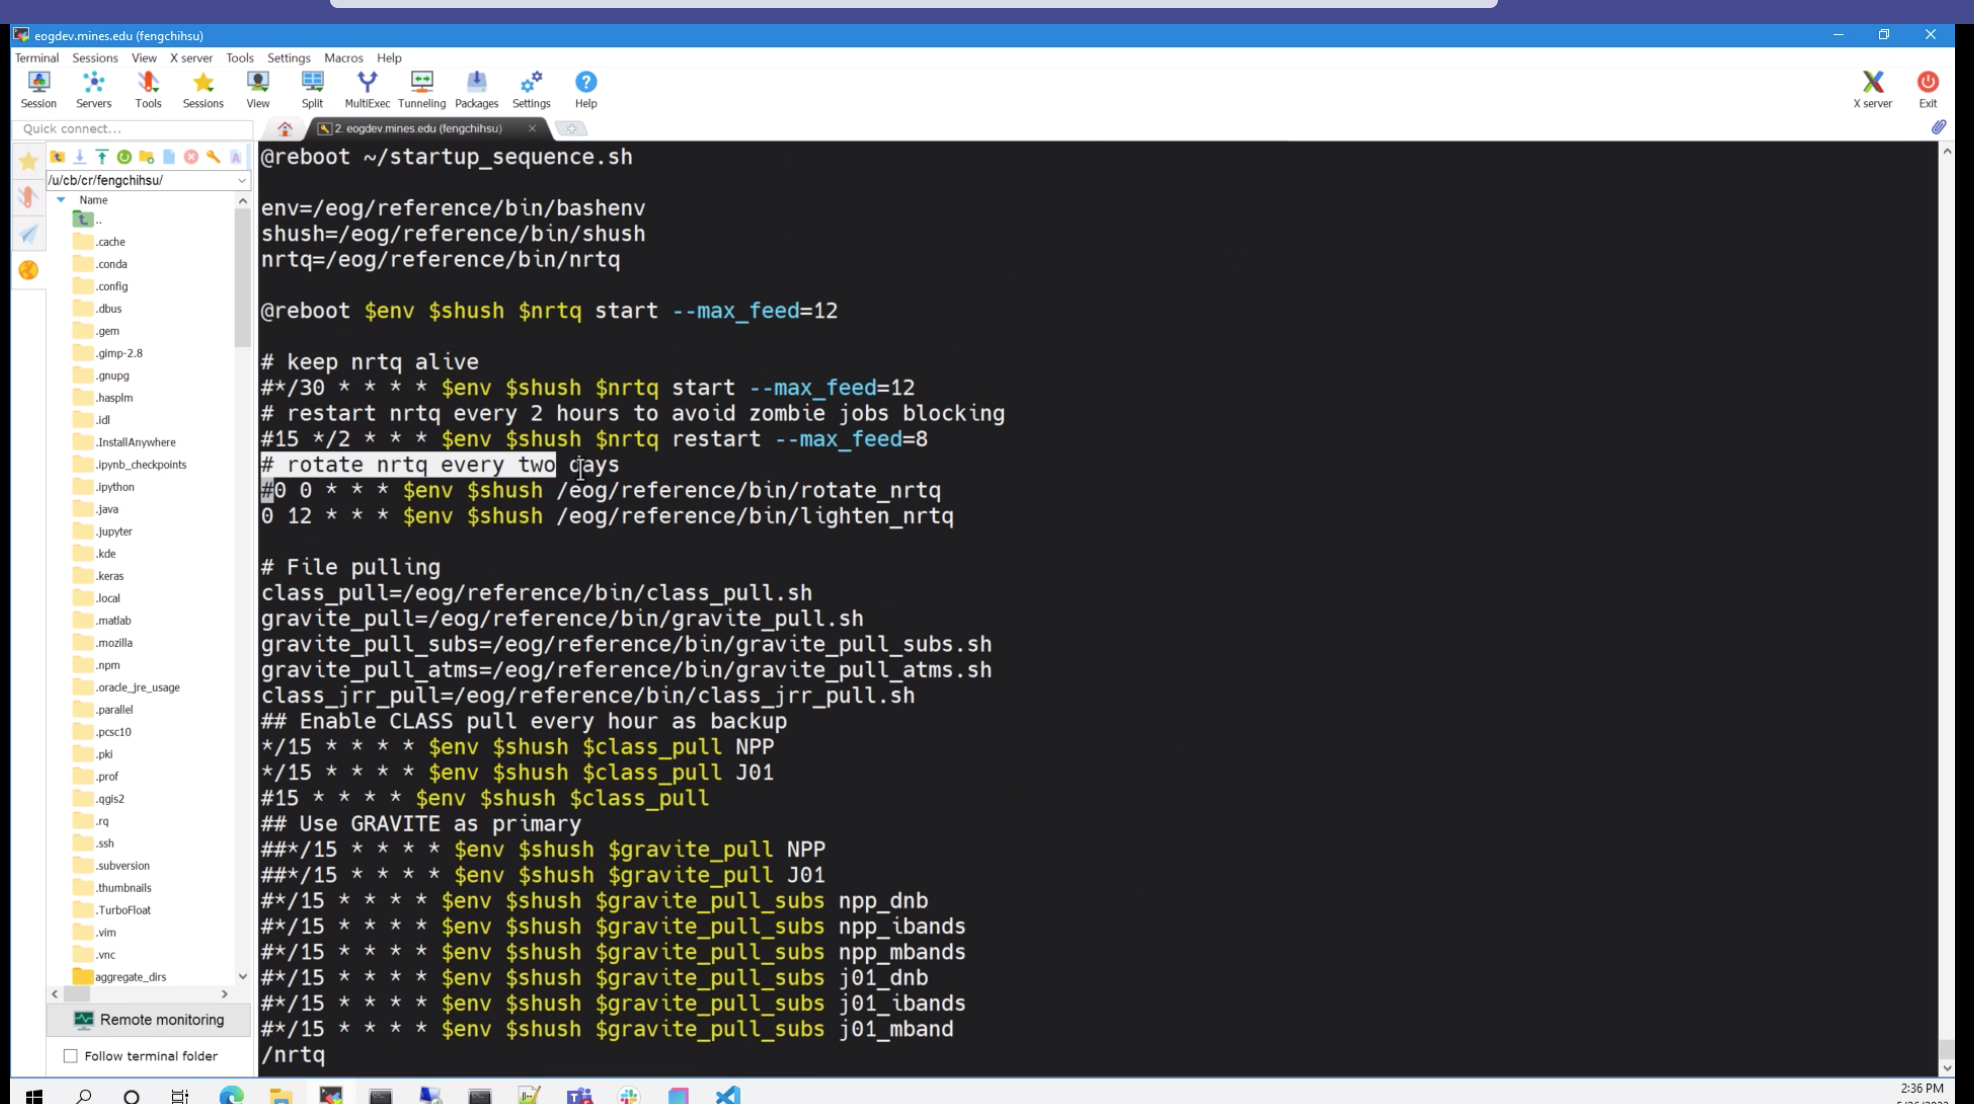 eogdev.mines.edu (fengchihsu)
Terminal Sessions View X server Tools Settings Macros Help
Session Servers Tools Sessions View Split MultiExec Tunneling Packages Settings Help X server Exit
Quick connect...
2. eogdev.mines.edu (fengchihsu)
/u/cb/cr/fengchihsu/
Name
..
.cache
.conda
.config
.dbus
.gem
.gimp-2.8
.gnupg
.hasplm
.idl
.InstallAnywhere
.ipynb_checkpoints
.ipython
.java
.jupyter
.kde
.keras
.local
.matlab
.mozilla
.npm
.oracle_jre_usage
.parallel
.pcsc10
.pki
.prof
.qgis2
.rq
.ssh
.subversion
.thumbnails
.TurboFloat
.vim
.vnc
aggregate_dirs
Remote monitoring
Follow terminal folder
@reboot ~/startup_sequence.sh
env=/eog/reference/bin/bashenv
shush=/eog/reference/bin/shush
nrtq=/eog/reference/bin/nrtq
@reboot $env $shush $nrtq start --max_feed=12
# keep nrtq alive
#*/30 * * * * $env $shush $nrtq start --max_feed=12
# restart nrtq every 2 hours to avoid zombie jobs blocking
#15 */2 * * * $env $shush $nrtq restart --max_feed=8
# rotate nrtq every two days
#0 0 * * * $env $shush /eog/reference/bin/rotate_nrtq
0 12 * * * $env $shush /eog/reference/bin/lighten_nrtq
# File pulling
class_pull=/eog/reference/bin/class_pull.sh
gravite_pull=/eog/reference/bin/gravite_pull.sh
gravite_pull_subs=/eog/reference/bin/gravite_pull_subs.sh
gravite_pull_atms=/eog/reference/bin/gravite_pull_atms.sh
class_jrr_pull=/eog/reference/bin/class_jrr_pull.sh
## Enable CLASS pull every hour as backup
*/15 * * * * $env $shush $class_pull NPP
*/15 * * * * $env $shush $class_pull J01
#15 * * * * $env $shush $class_pull
## Use GRAVITE as primary
##*/15 * * * * $env $shush $gravite_pull NPP
##*/15 * * * * $env $shush $gravite_pull J01
#*/15 * * * * $env $shush $gravite_pull_subs npp_dnb
#*/15 * * * * $env $shush $gravite_pull_subs npp_ibands
#*/15 * * * * $env $shush $gravite_pull_subs npp_mbands
#*/15 * * * * $env $shush $gravite_pull_subs j01_dnb
#*/15 * * * * $env $shush $gravite_pull_subs j01_ibands
#*/15 * * * * $env $shush $gravite_pull_subs j01_mband
/nrtq
2:36 PM